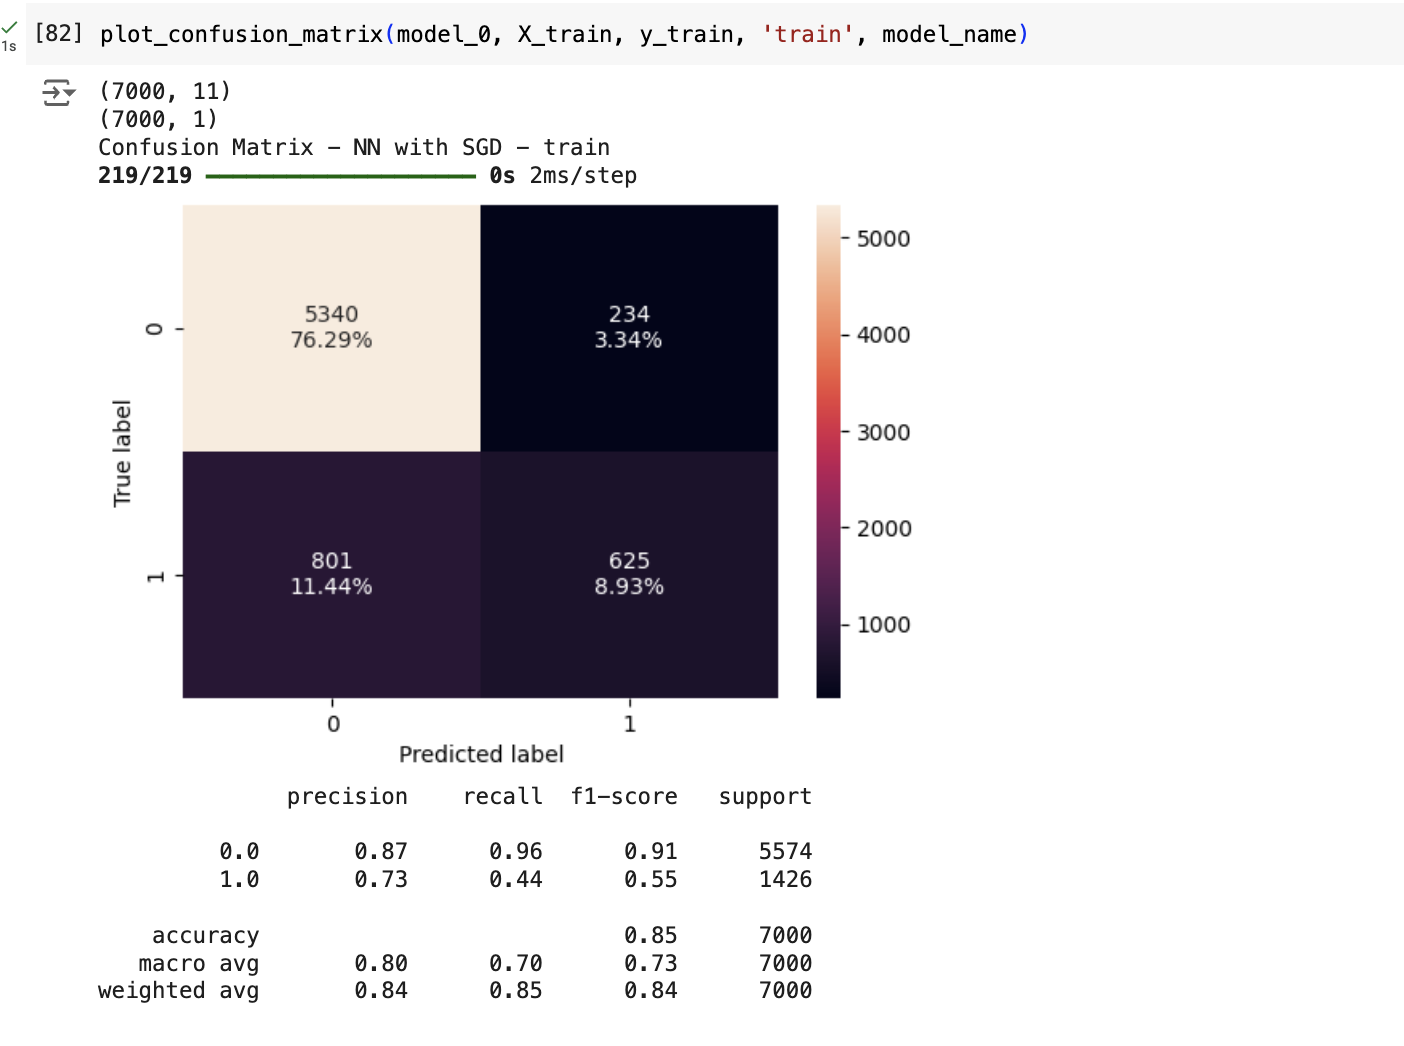 [82] plot_confusion_matrix(model_0, X_train, y_train, 'train', model_name)
1s
(7000, 11)
(7000, 1)
Confusion Matrix – NN with SGD – train
219/219 0s 2ms/step
5340 234
76.29% 3.34%
801 625
11.44% 8.93%
0
1
True label
0 1
Predicted label
5000
4000
3000
2000
1000
precision recall f1-score support
0.0 0.87 0.96 0.91 5574
1.0 0.73 0.44 0.55 1426
accuracy 0.85 7000
macro avg 0.80 0.70 0.73 7000
weighted avg 0.84 0.85 0.84 7000